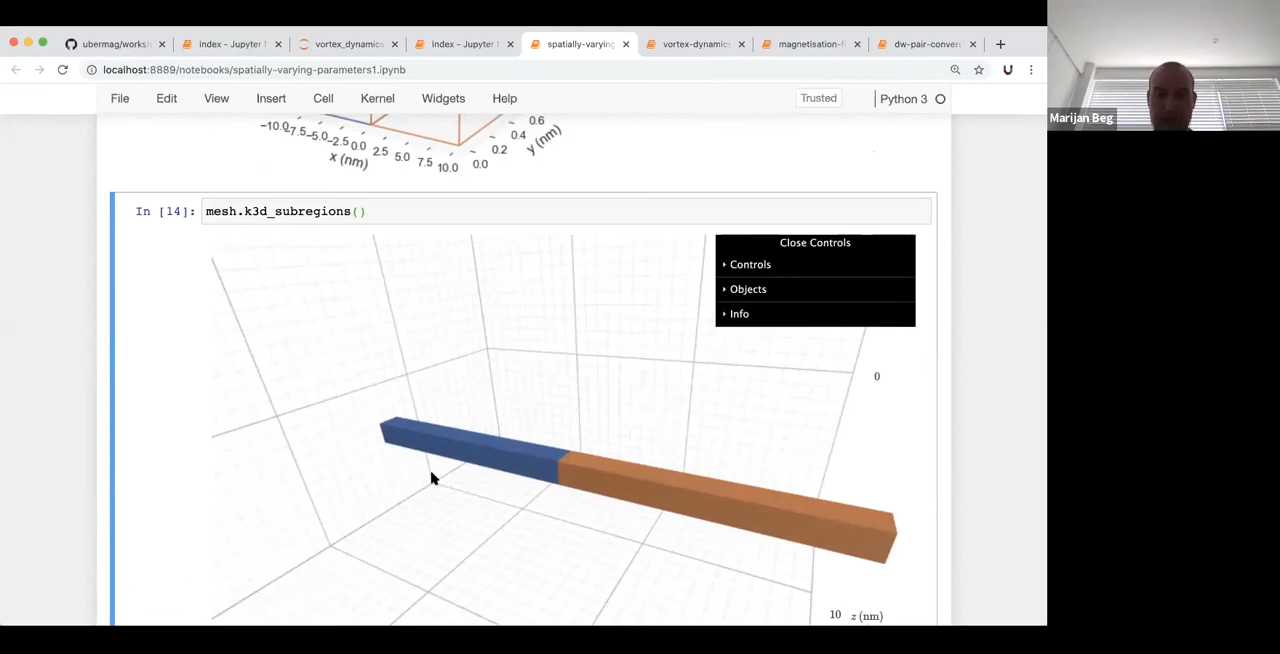 ubermag/works
index - Jupyter
vortex_dynamics
index - Jupyter
spatially-varying
vortex-dynamics
magnetisation-f
dw-pair-conver
localhost:8889/notebooks/spatially-varying-parameters1.ipynb
File Edit View Insert Cell Kernel Widgets Help Trusted Python 3
Marijan Beg
−10.0 −7.5 −5.0 −2.5 0.0 2.5 5.0 7.5 10.0
x (nm)
0.0 0.2 0.4 0.6
y (nm)
In [14]: mesh.k3d_subregions()
Close Controls
Controls
Objects
Info
0
10 z (nm)